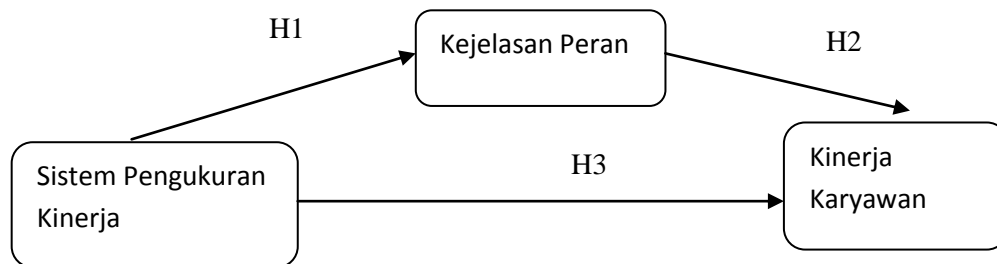 H1
Kejelasan Peran
H2
Sistem Pengukuran
Kinerja
H3
Kinerja
Karyawan